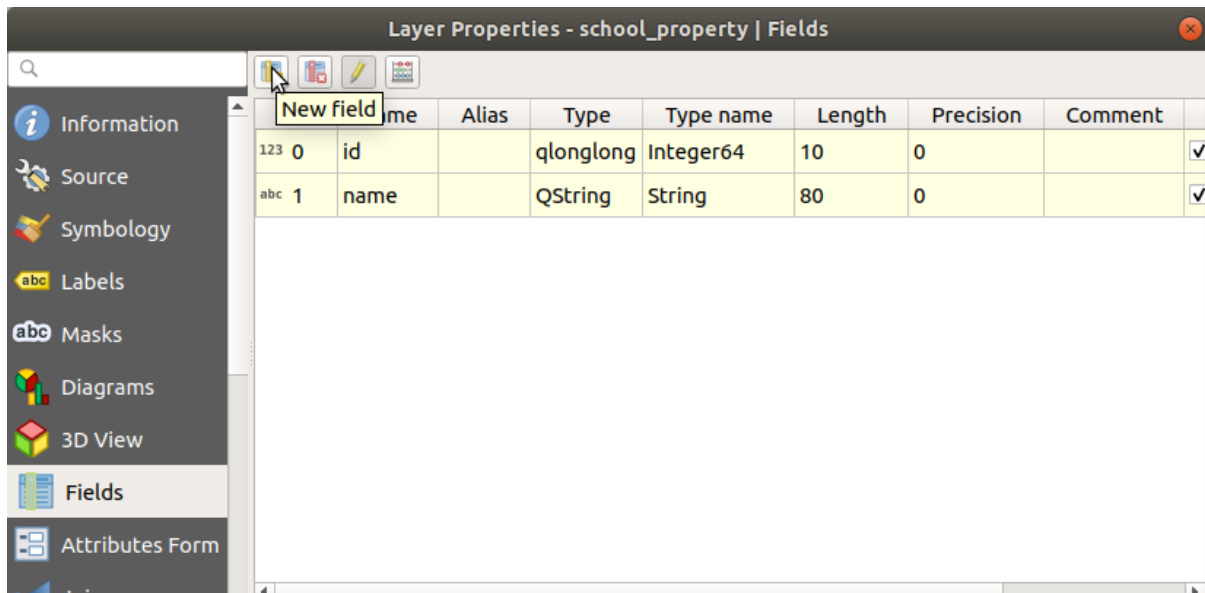 Layer Properties - school_property | Fields
New field
me Alias Type Type name Length Precision Comment
123 0 id qlonglong Integer64 10 0
abc 1 name QString String 80 0
Information
Source
Symbology
abc Labels
abc Masks
Diagrams
3D View
Fields
Attributes Form